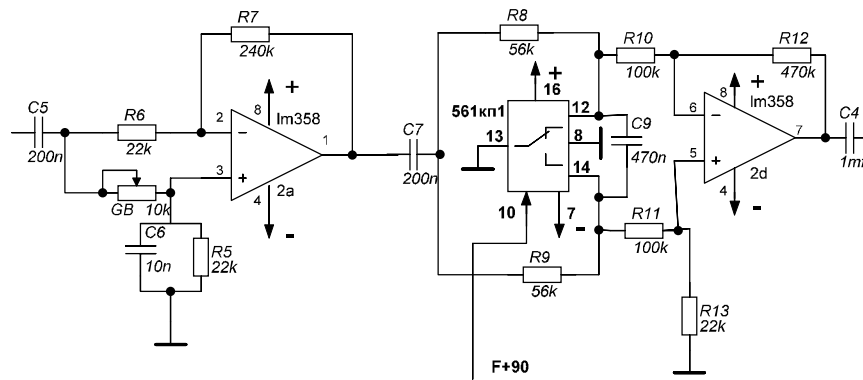 R7
240k
R8
56k
R10
100k
R12
470k
C5
200n
R6
22k
2
8
+
lm358
1
3
4
2a
-
GB
10k
C6
10n
R5
22k
C7
200n
561кп1
+
16
12
13
8
14
10
7
-
C9
470n
R11
100k
R9
56k
8
+
lm358
6
5
7
4
2d
-
C4
1mf
R13
22k
F+90